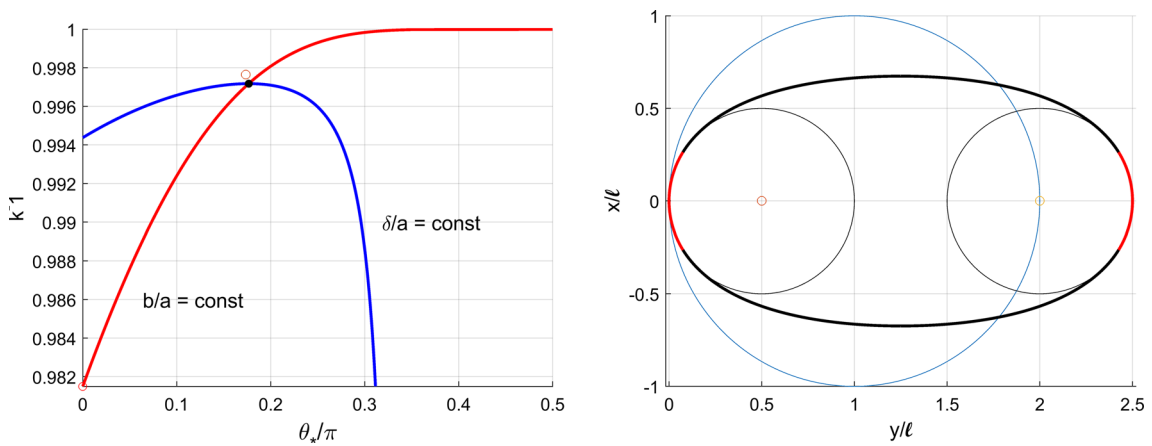 1
0.998
0.996
0.994
0.992
0.99
0.988
0.986
0.984
0.982
k-1
δ/a = const
b/a = const
0 0.1 0.2 0.3 0.4 0.5
θ*/π
1
0.5
0
-0.5
-1
x/ℓ
0 0.5 1 1.5 2 2.5
y/ℓ